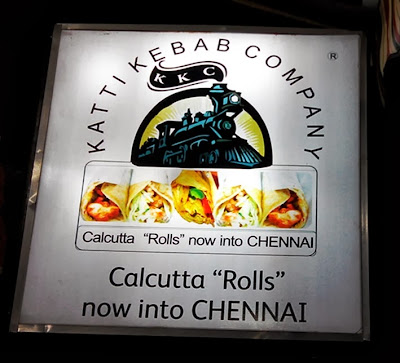 KATTI KEBAB COMPANY
®
KKC
Calcutta "Rolls" now into CHENNAI
Calcutta "Rolls"
now into CHENNAI